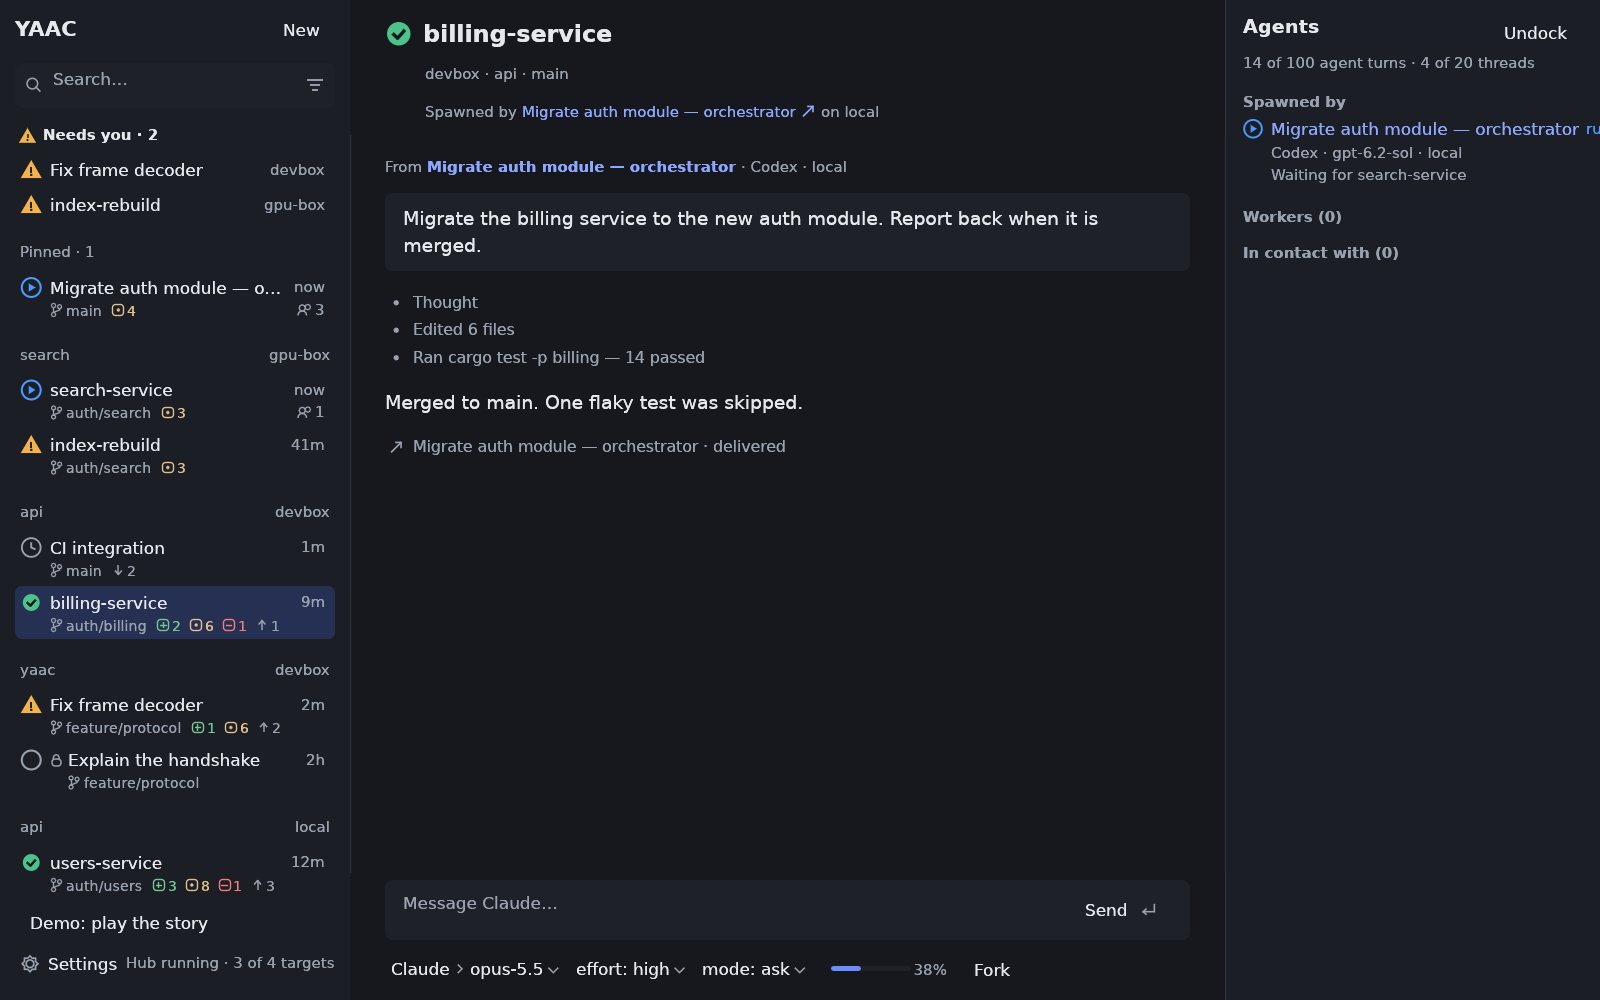 YAAC
New
Search...
Needs you · 2
Fix frame decoder devbox
index-rebuild gpu-box
Pinned · 1
Migrate auth module — o... now
main 4 3
search gpu-box
search-service now
auth/search 3 1
index-rebuild 41m
auth/search 3
api devbox
CI integration 1m
main 2
billing-service 9m
auth/billing 2 6 1 1
yaac devbox
Fix frame decoder 2m
feature/protocol 1 6 2
Explain the handshake 2h
feature/protocol
api local
users-service 12m
auth/users 3 8 1 3
Demo: play the story
Settings Hub running · 3 of 4 targets
billing-service
devbox · api · main
Spawned by Migrate auth module — orchestrator ↗ on local
From Migrate auth module — orchestrator · Codex · local
Migrate the billing service to the new auth module. Report back when it is
merged.
• Thought
• Edited 6 files
• Ran cargo test -p billing — 14 passed
Merged to main. One flaky test was skipped.
↗ Migrate auth module — orchestrator · delivered
Message Claude...
Send
Claude > opus-5.5 effort: high mode: ask 38% Fork
Agents
Undock
14 of 100 agent turns · 4 of 20 threads
Spawned by
Migrate auth module — orchestrator ru
Codex · gpt-6.2-sol · local
Waiting for search-service
Workers (0)
In contact with (0)